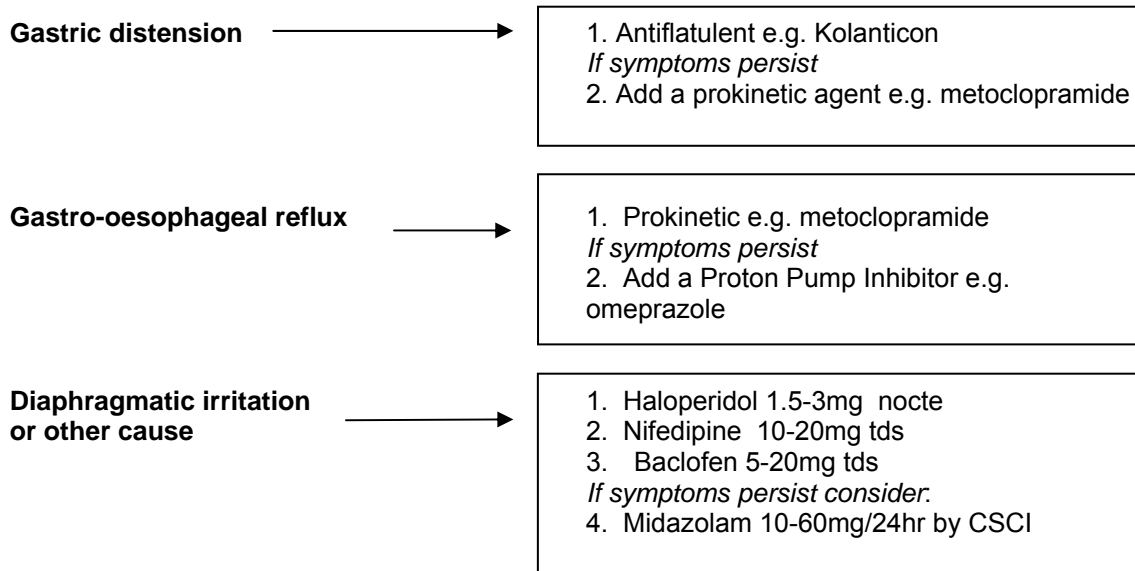 Gastric distension
1. Antiflatulent e.g. Kolanticon
If symptoms persist
2. Add a prokinetic agent e.g. metoclopramide
Gastro-oesophageal reflux
1. Prokinetic e.g. metoclopramide
If symptoms persist
2. Add a Proton Pump Inhibitor e.g.
omeprazole
Diaphragmatic irritation
or other cause
1. Haloperidol 1.5-3mg nocte
2. Nifedipine 10-20mg tds
3. Baclofen 5-20mg tds
If symptoms persist consider:
4. Midazolam 10-60mg/24hr by CSCI